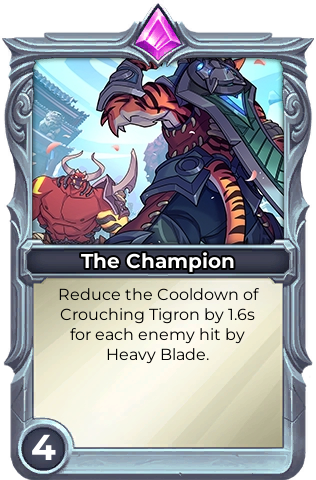 The Champion
Reduce the Cooldown of
Crouching Tigron by 1.6s
for each enemy hit by
Heavy Blade.
4